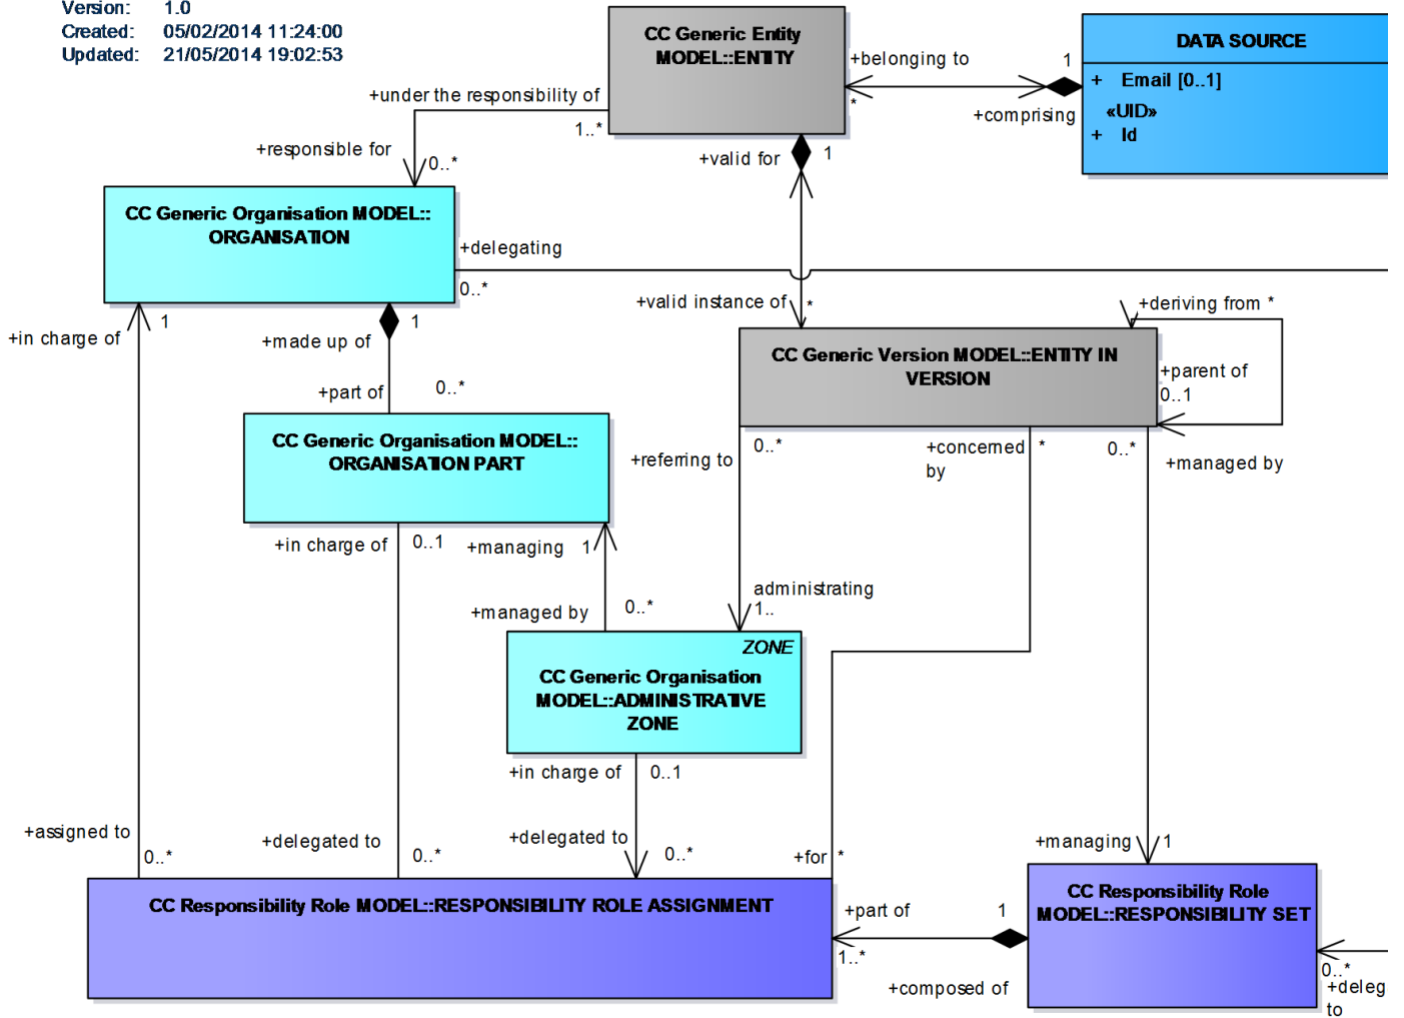 Version: 1.0
Created: 05/02/2014 11:24:00
Updated: 21/05/2014 19:02:53
CC Generic Entity
MODEL::ENTITY
DATA SOURCE
+ Email [0..1]
«UID»
+ Id
+belonging to
1
*
+comprising
+under the responsibility of
1..*
+responsible for
0..*
+valid for
1
CC Generic Organisation MODEL::
ORGANISATION
+delegating
0..*
+valid instance of
*
+deriving from *
+in charge of
1
+made up of
1
CC Generic Version MODEL::ENTITY IN
VERSION
+parent of
0..1
+part of
0..*
CC Generic Organisation MODEL::
ORGANISATION PART
+referring to
0..*
+concerned
by
*
0..*
+managed by
+in charge of
0..1
+managing
1
administrating
1..
+managed by
0..*
ZONE
CC Generic Organisation
MODEL::ADMINISTRATIVE
ZONE
+in charge of
0..1
+assigned to
0..*
+delegated to
0..*
+delegated to
0..*
+for
*
+managing
1
CC Responsibility Role MODEL::RESPONSIBILITY ROLE ASSIGNMENT
CC Responsibility Role
MODEL::RESPONSIBILITY SET
+part of
1
1..*
+composed of
0..*
+deleg
to